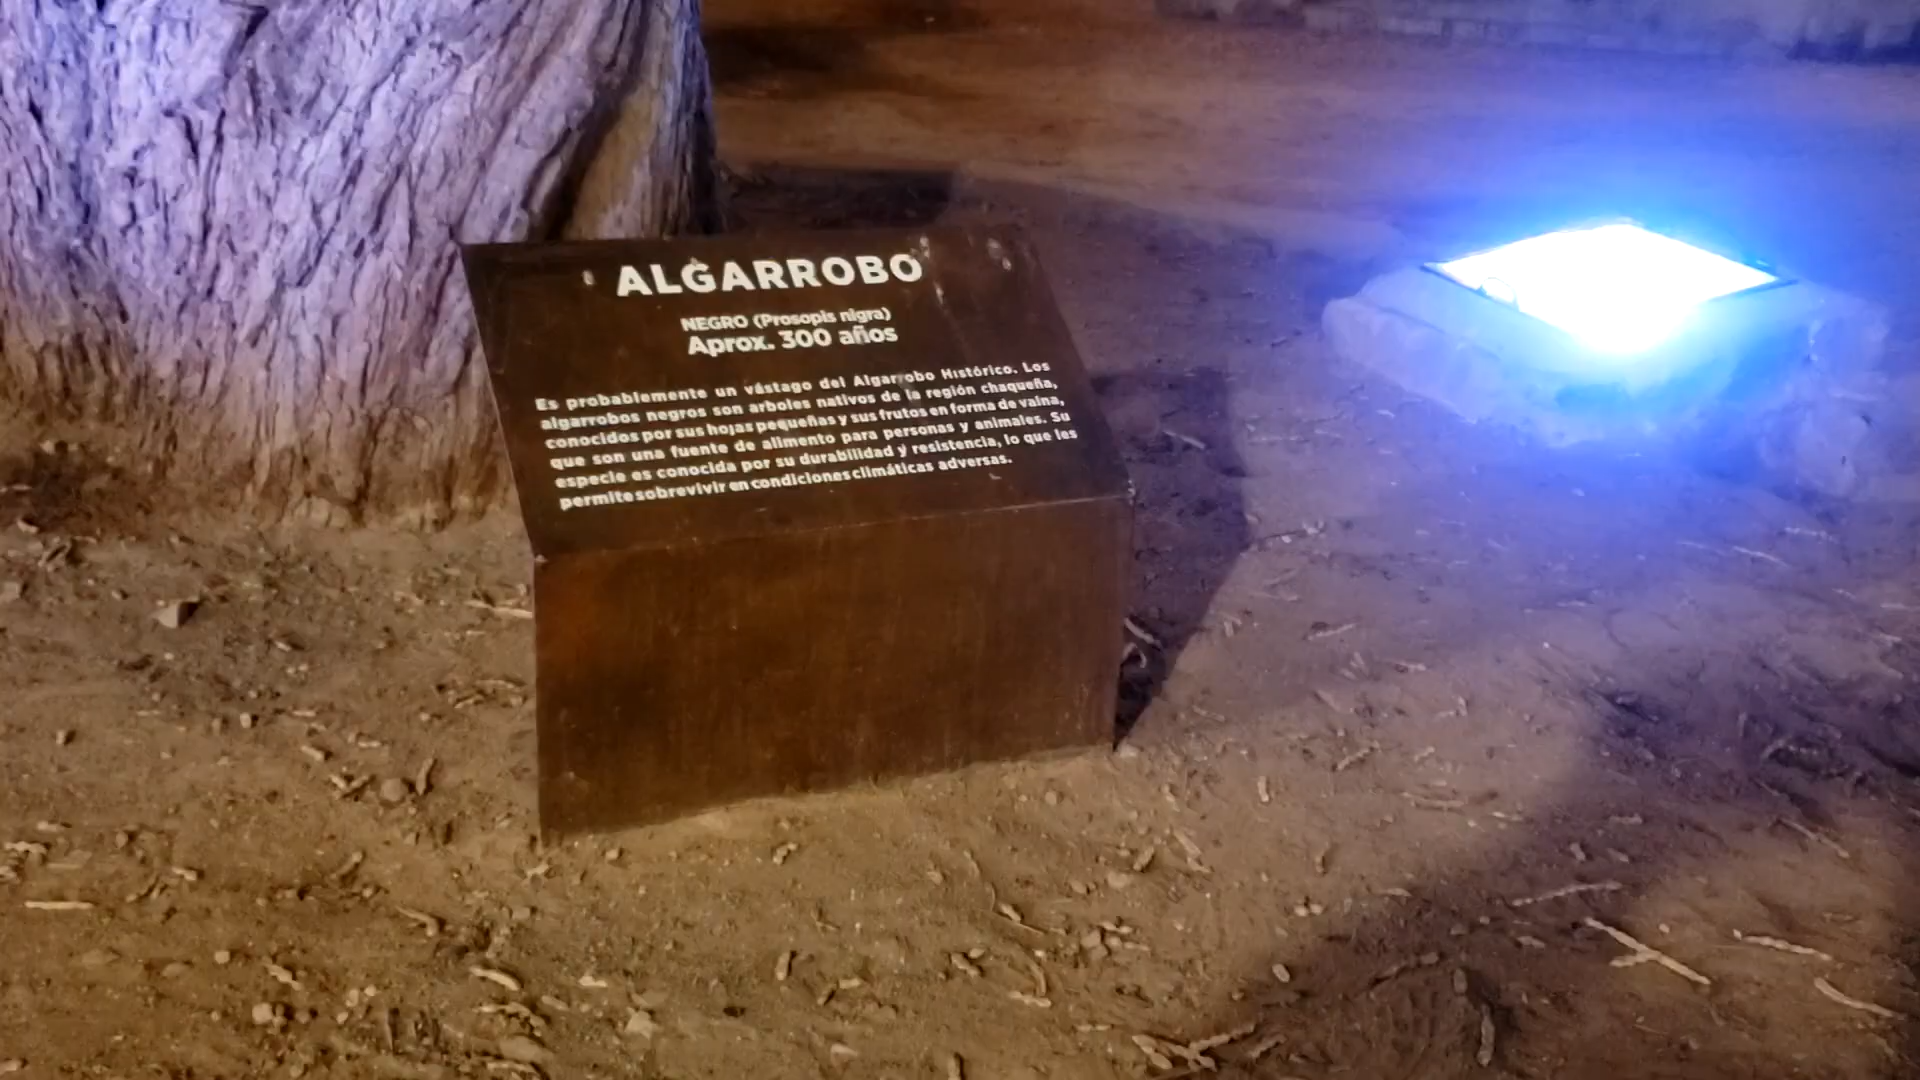 ALGARROBO
NEGRO (Prosopis nigra)
Aprox. 300 años
Es probablemente un vástago del Algarrobo Histórico. Los
algarrobos negros son arboles nativos de la región chaqueña,
conocidos por sus hojas pequeñas y sus frutos en forma de vaina,
que son una fuente de alimento para personas y animales. Su
especie es conocida por su durabilidad y resistencia, lo que les
permite sobrevivir en condiciones climáticas adversas.